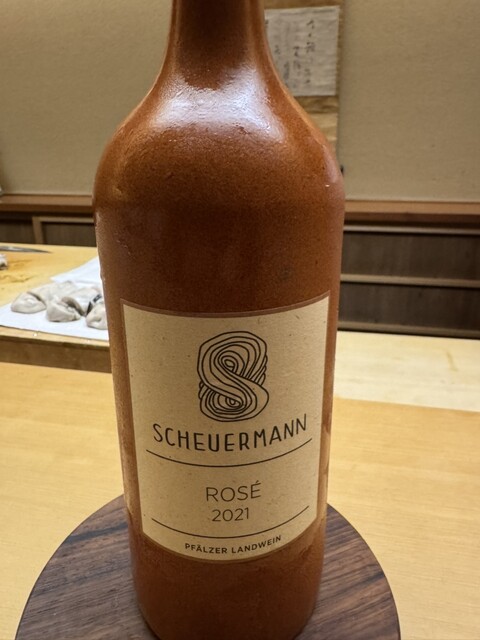 SCHEUERMANN
ROSÉ
2021
PFÄLZER LANDWEIN